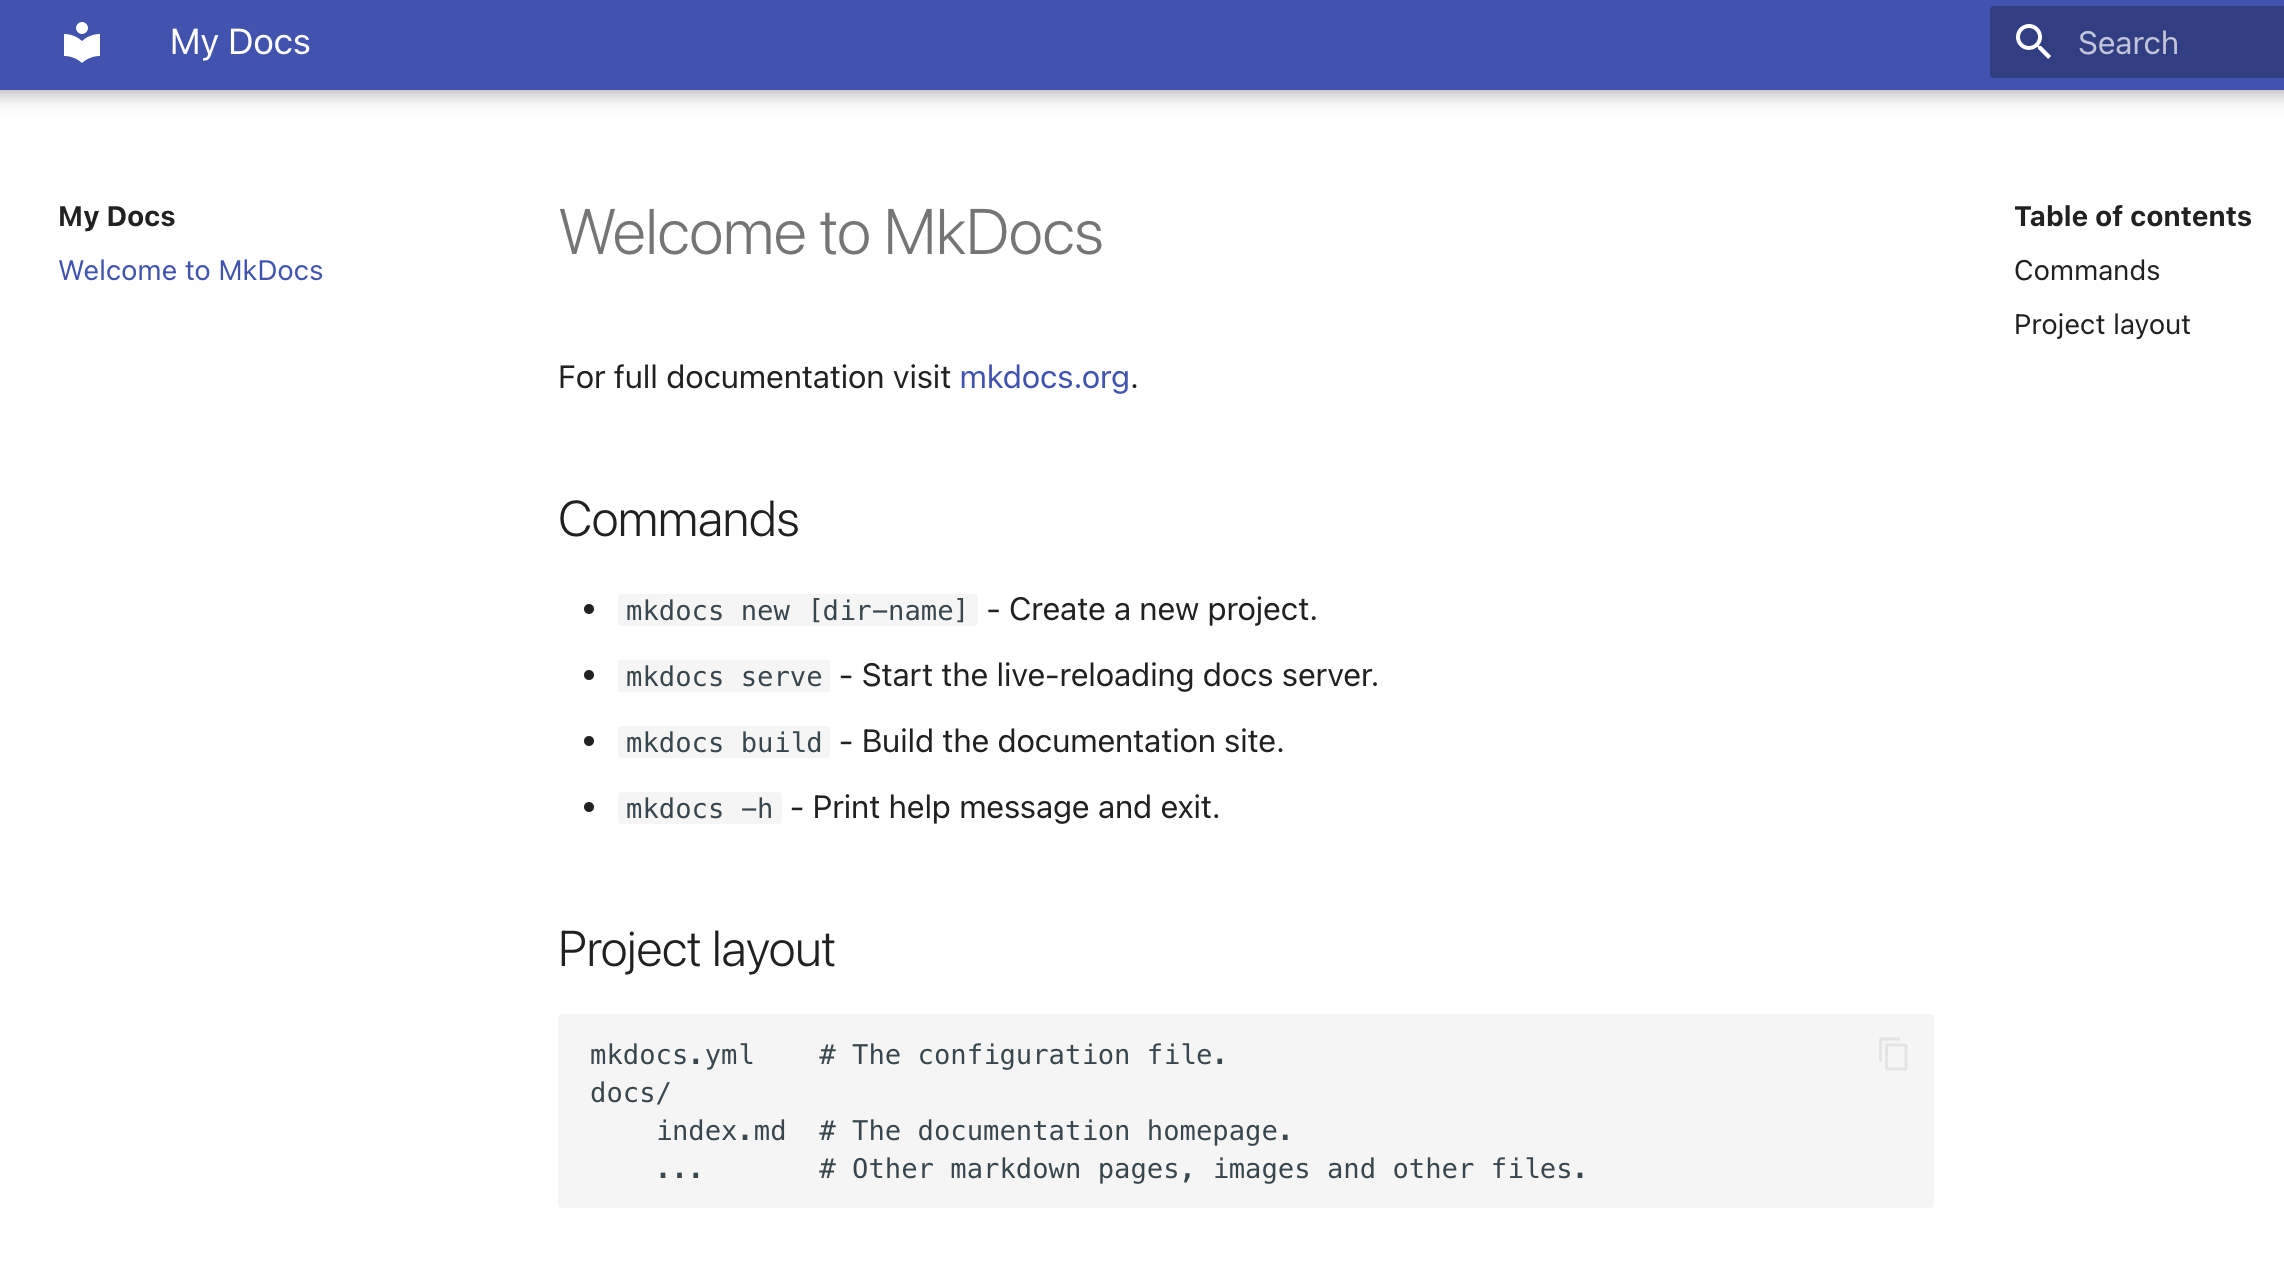 My Docs
Search
My Docs
Welcome to MkDocs
Welcome to MkDocs
For full documentation visit mkdocs.org.
Commands
mkdocs new [dir-name] - Create a new project.
mkdocs serve - Start the live-reloading docs server.
mkdocs build - Build the documentation site.
mkdocs -h - Print help message and exit.
Project layout
mkdocs.yml    # The configuration file.
docs/
    index.md  # The documentation homepage.
    ...       # Other markdown pages, images and other files.
Table of contents
Commands
Project layout